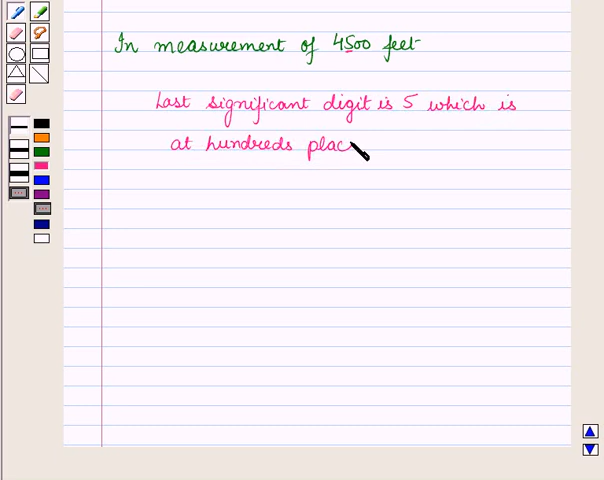 In measurement of 4500 feet
Last significant digit is 5 which is
at hundreds plac